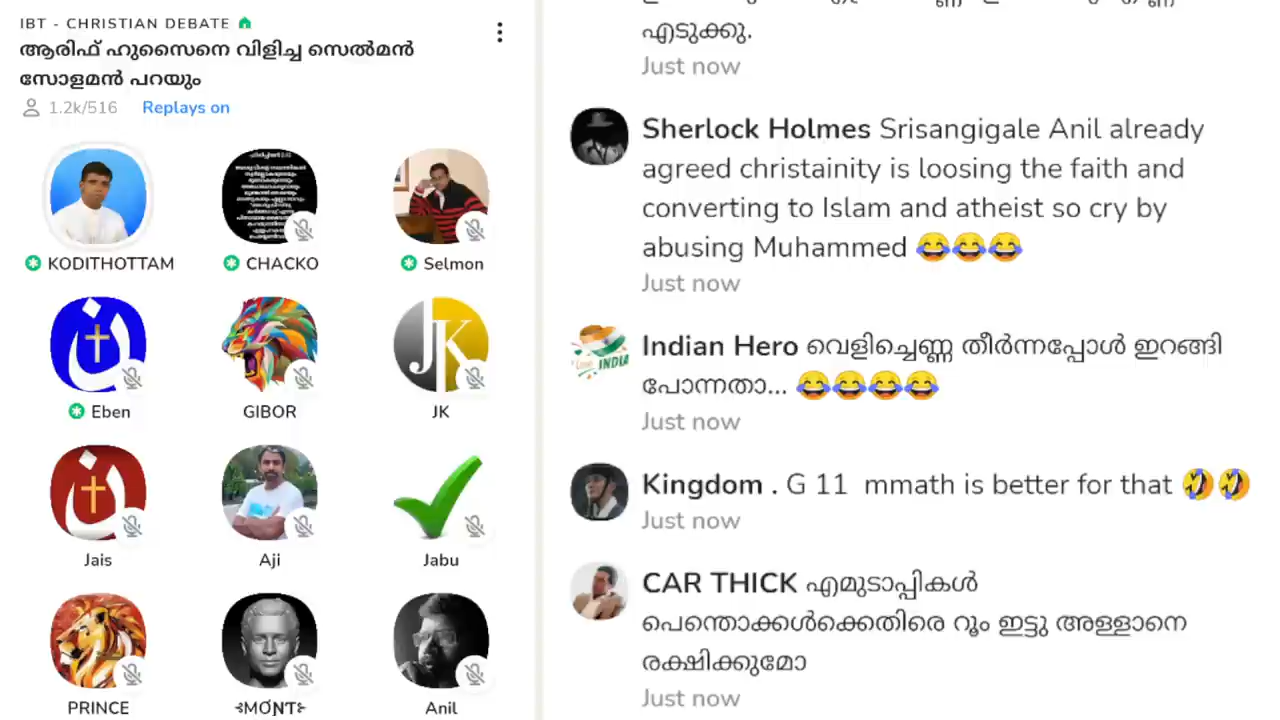 IBT - CHRISTIAN DEBATE
ആരിഫ് ഹുസൈനെ വിളിച്ച സെൽമൻ
സോളമൻ പറയും
1.2k/516 Replays on
KODITHOTTAM CHACKO Selmon
JK
Eben GIBOR JK
Jais Aji Jabu
PRINCE Anil
എടുക്കു.
Just now
Sherlock Holmes Srisangigale Anil already
agreed christainity is loosing the faith and
converting to Islam and atheist so cry by
abusing Muhammed 😂😂😂
Just now
INDIA
Indian Hero വെളിച്ചെണ്ണ തീർന്നപ്പോൾ ഇറങ്ങി
പോന്നതാ... 😂😂😂😂
Just now
Kingdom . G 11 mmath is better for that 🤣🤣
Just now
CAR THICK എമുടാപ്പികൾ
പെന്തൊക്കൾക്കെതിരെ റൂം ഇട്ടു അള്ളാനെ
രക്ഷിക്കുമോ
Just now